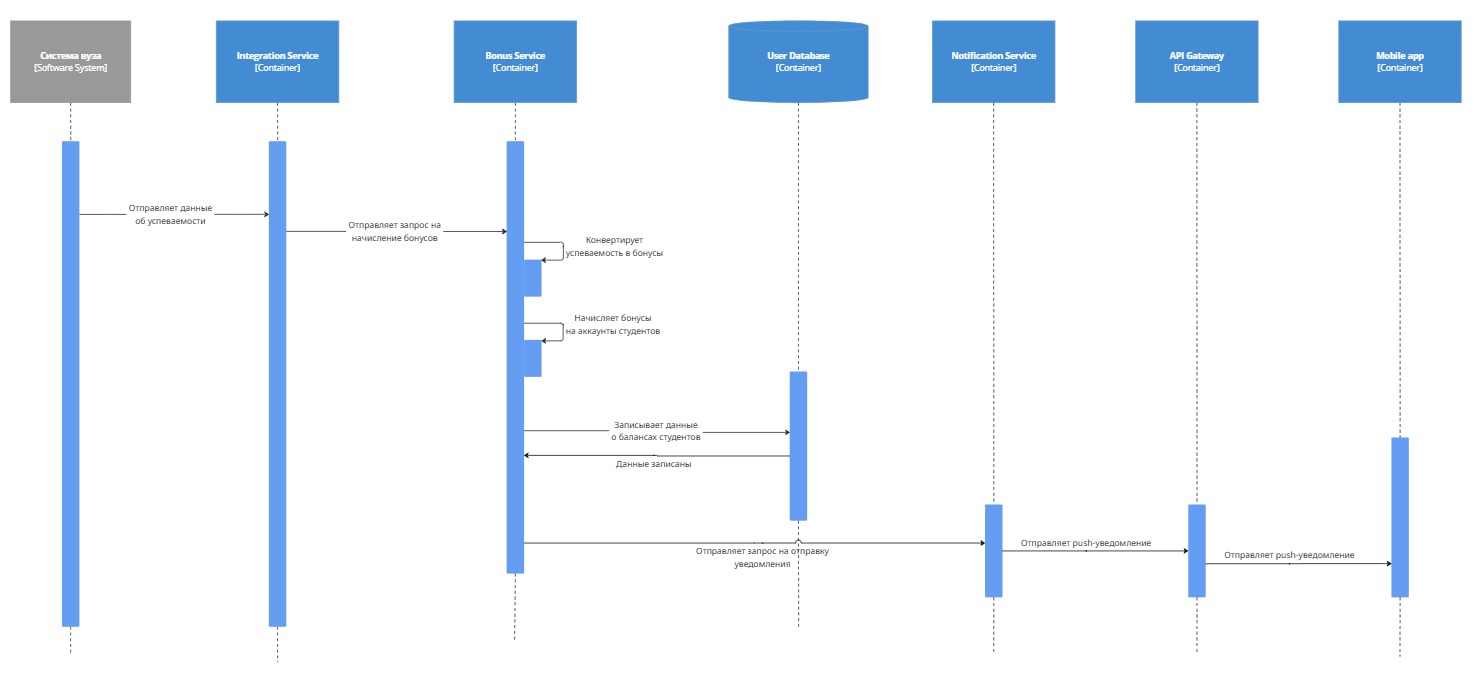 Система вуза
[Software System]
Integration Service
[Container]
Bonus Service
[Container]
User Database
[Container]
Notification Service
[Container]
API Gateway
[Container]
Mobile app
[Container]
Отправляет данные
об успеваемости
Отправляет запрос на
начисление бонусов
Конвертирует
успеваемость в бонусы
Начисляет бонусы
на аккаунты студентов
Записывает данные
о балансах студентов
Данные записаны
Отправляет запрос на отправку
уведомления
Отправляет push-уведомление
Отправляет push-уведомление